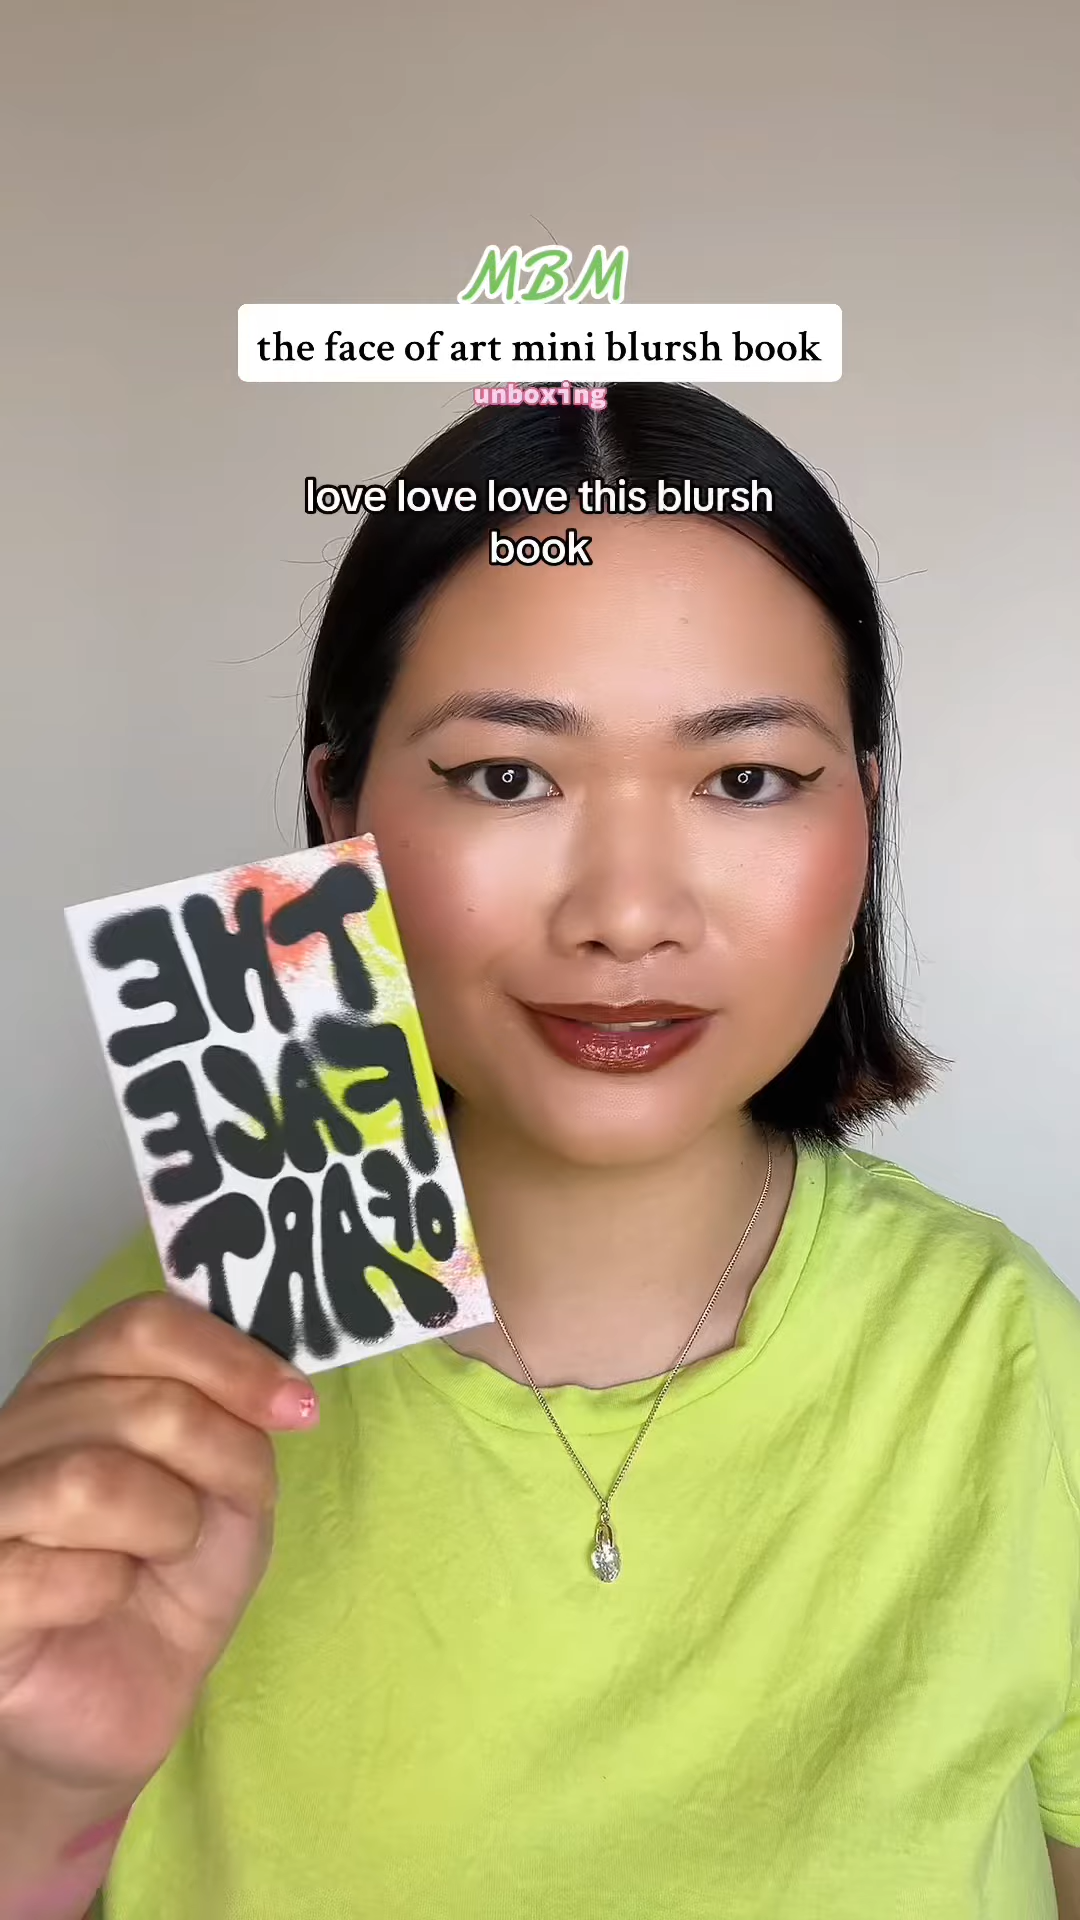 MBM
the face of art mini blursh book
unboxing
love love love this blursh
book
THE
FACE
OF ART